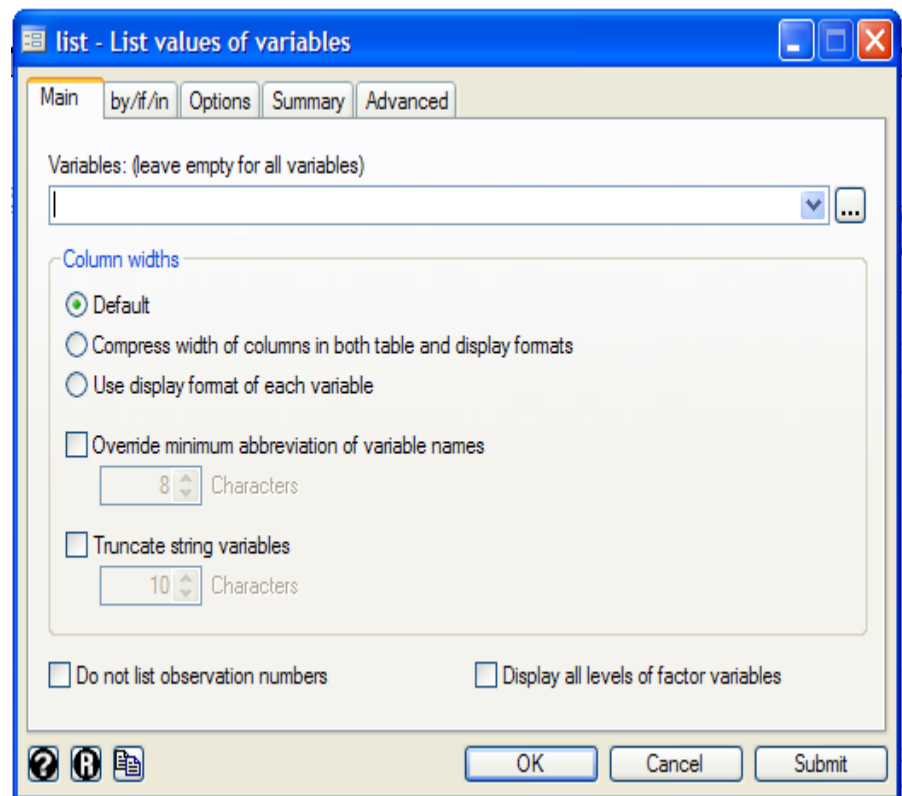 list - List values of variables
Main by/if/in Options Summary Advanced
Variables: (leave empty for all variables)
...
Column widths
Default
Compress width of columns in both table and display formats
Use display format of each variable
Override minimum abbreviation of variable names
8 Characters
Truncate string variables
10 Characters
Do not list observation numbers Display all levels of factor variables
? R OK Cancel Submit